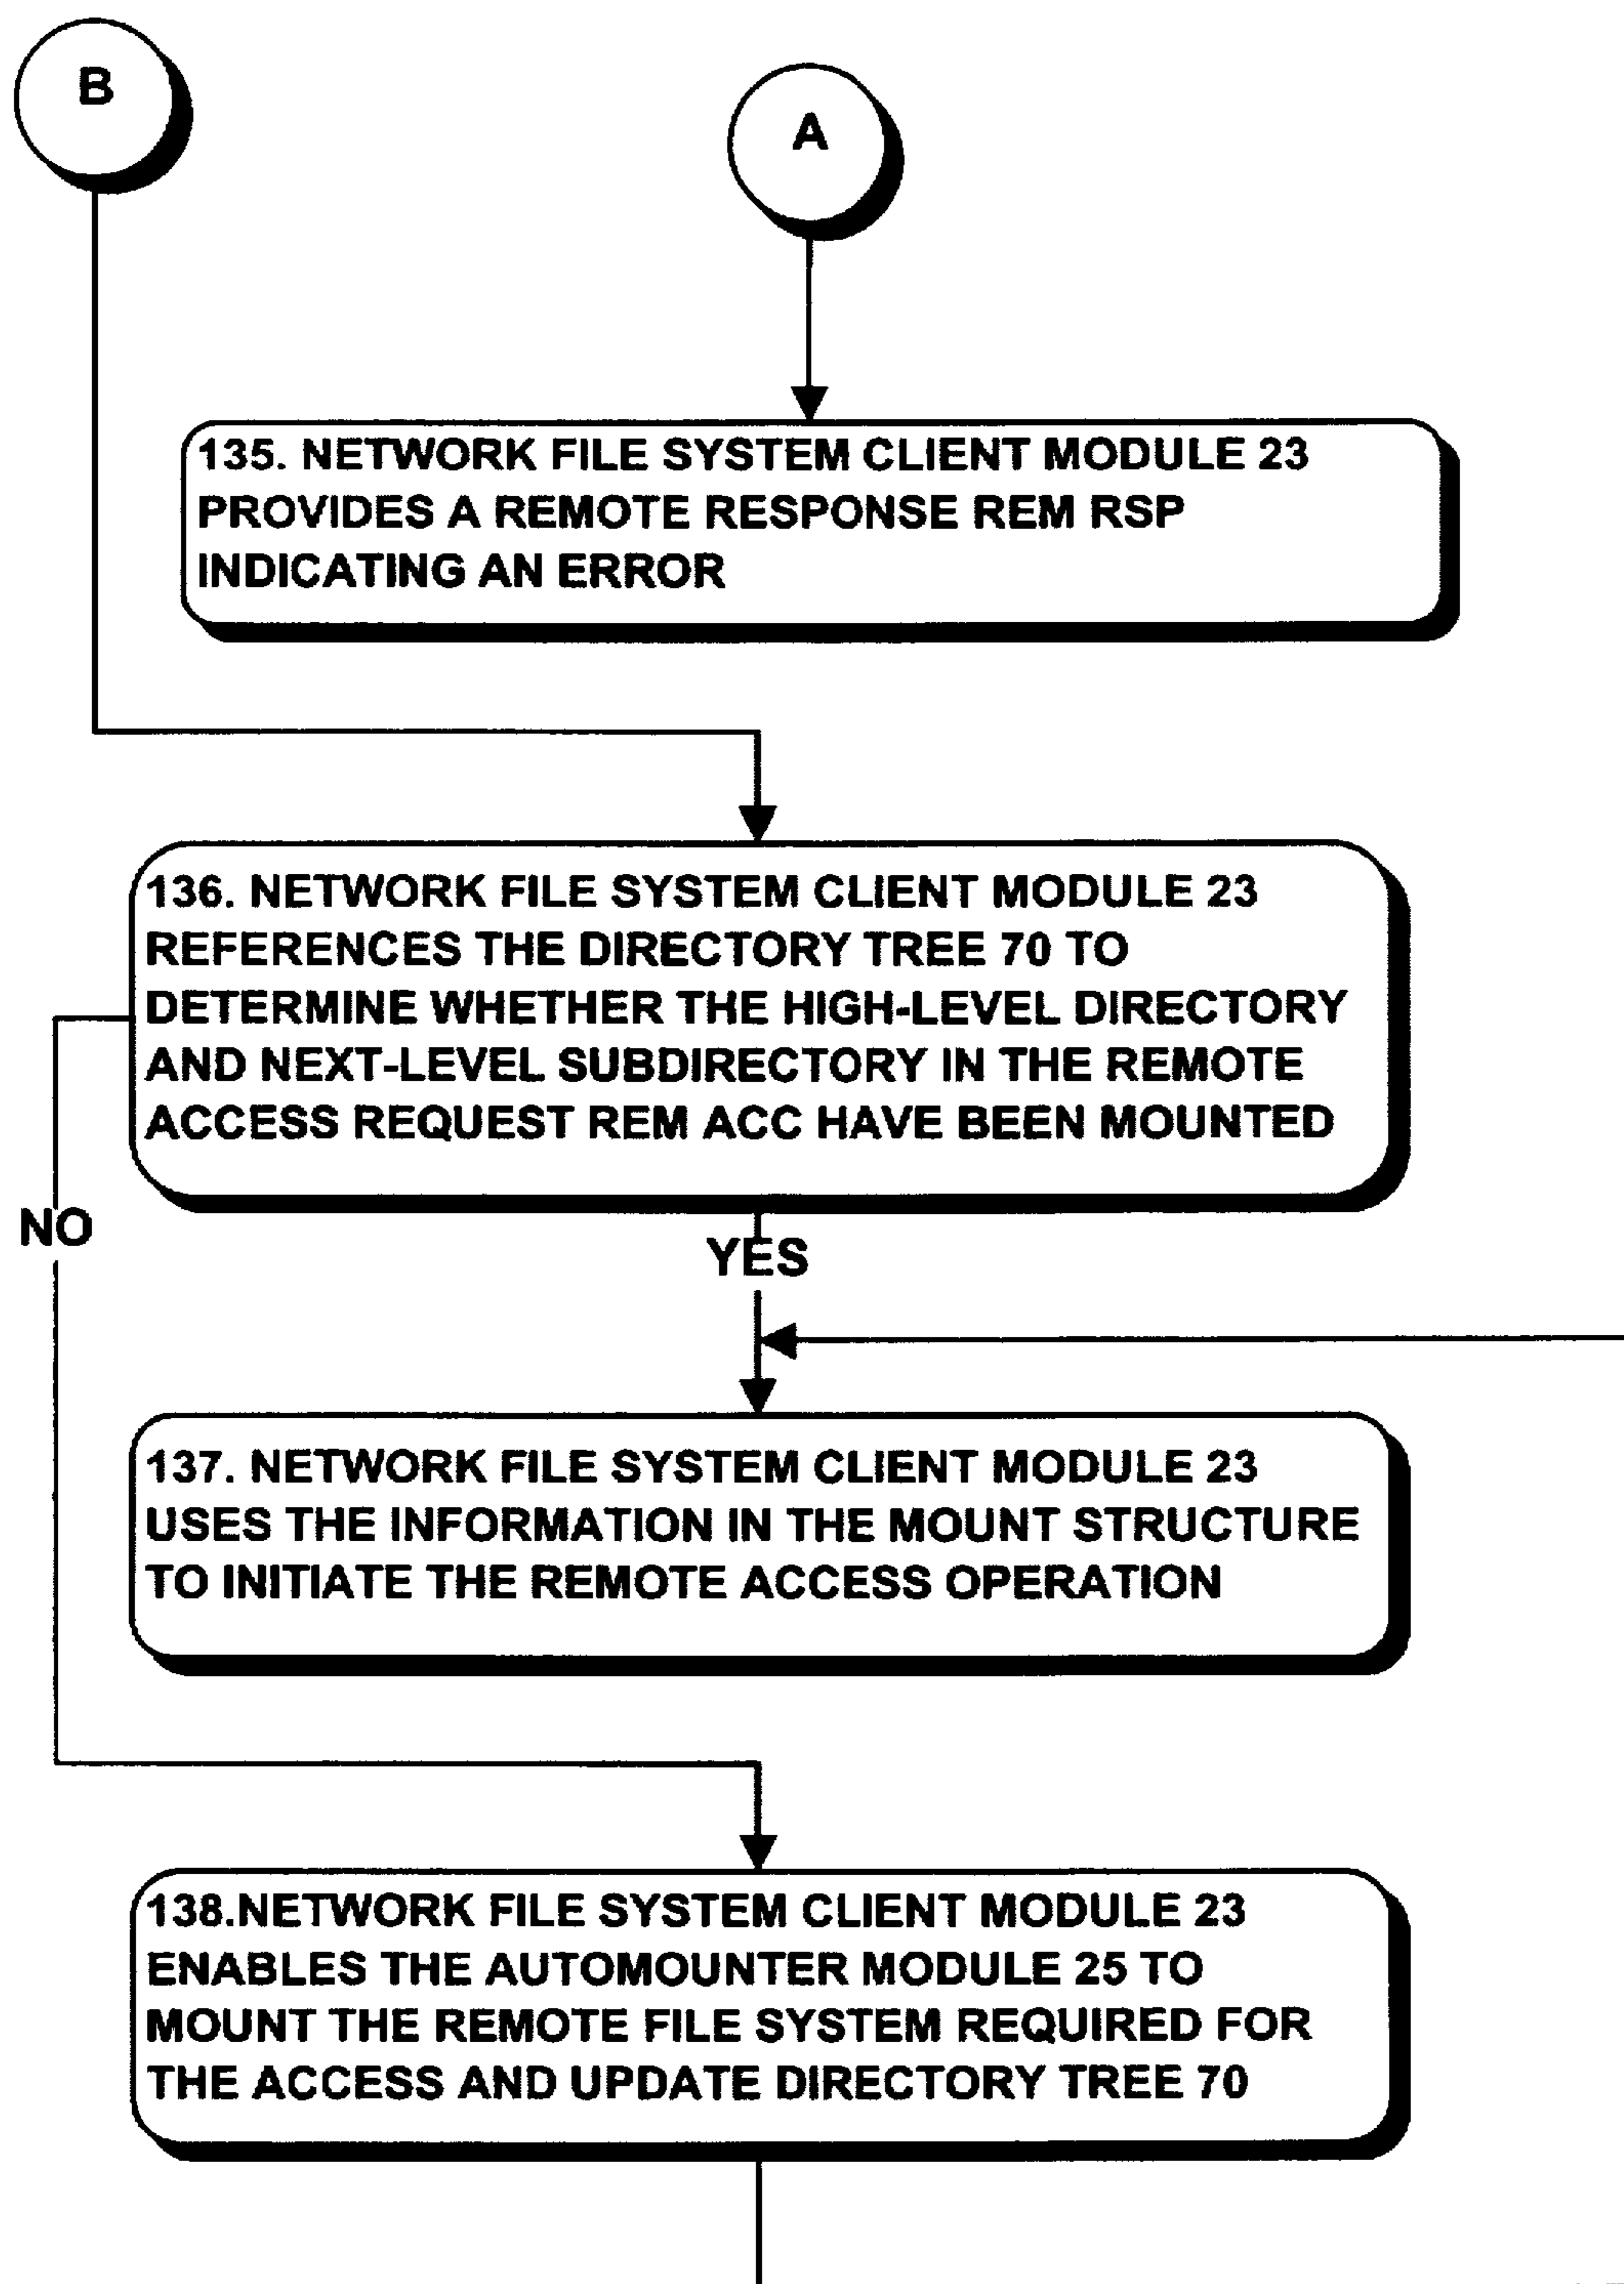 B
A
135. NETWORK FILE SYSTEM CLIENT MODULE 23
PROVIDES A REMOTE RESPONSE REM RSP
INDICATING AN ERROR
136. NETWORK FILE SYSTEM CLIENT MODULE 23
REFERENCES THE DIRECTORY TREE 70 TO
DETERMINE WHETHER THE HIGH-LEVEL DIRECTORY
AND NEXT-LEVEL SUBDIRECTORY IN THE REMOTE
ACCESS REQUEST REM ACC HAVE BEEN MOUNTED
NO
YES
137. NETWORK FILE SYSTEM CLIENT MODULE 23
USES THE INFORMATION IN THE MOUNT STRUCTURE
TO INITIATE THE REMOTE ACCESS OPERATION
138.NETWORK FILE SYSTEM CLIENT MODULE 23
ENABLES THE AUTOMOUNTER MODULE 25 TO
MOUNT THE REMOTE FILE SYSTEM REQUIRED FOR
THE ACCESS AND UPDATE DIRECTORY TREE 70